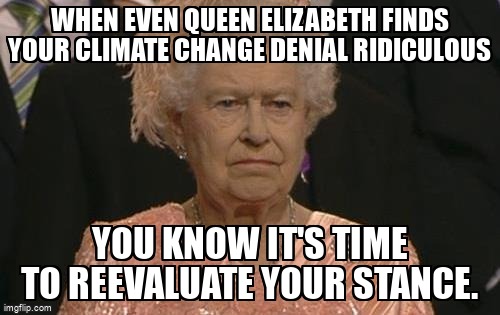 WHEN EVEN QUEEN ELIZABETH FINDS
YOUR CLIMATE CHANGE DENIAL RIDICULOUS
YOU KNOW IT'S TIME
TO REEVALUATE YOUR STANCE.
imgflip.com